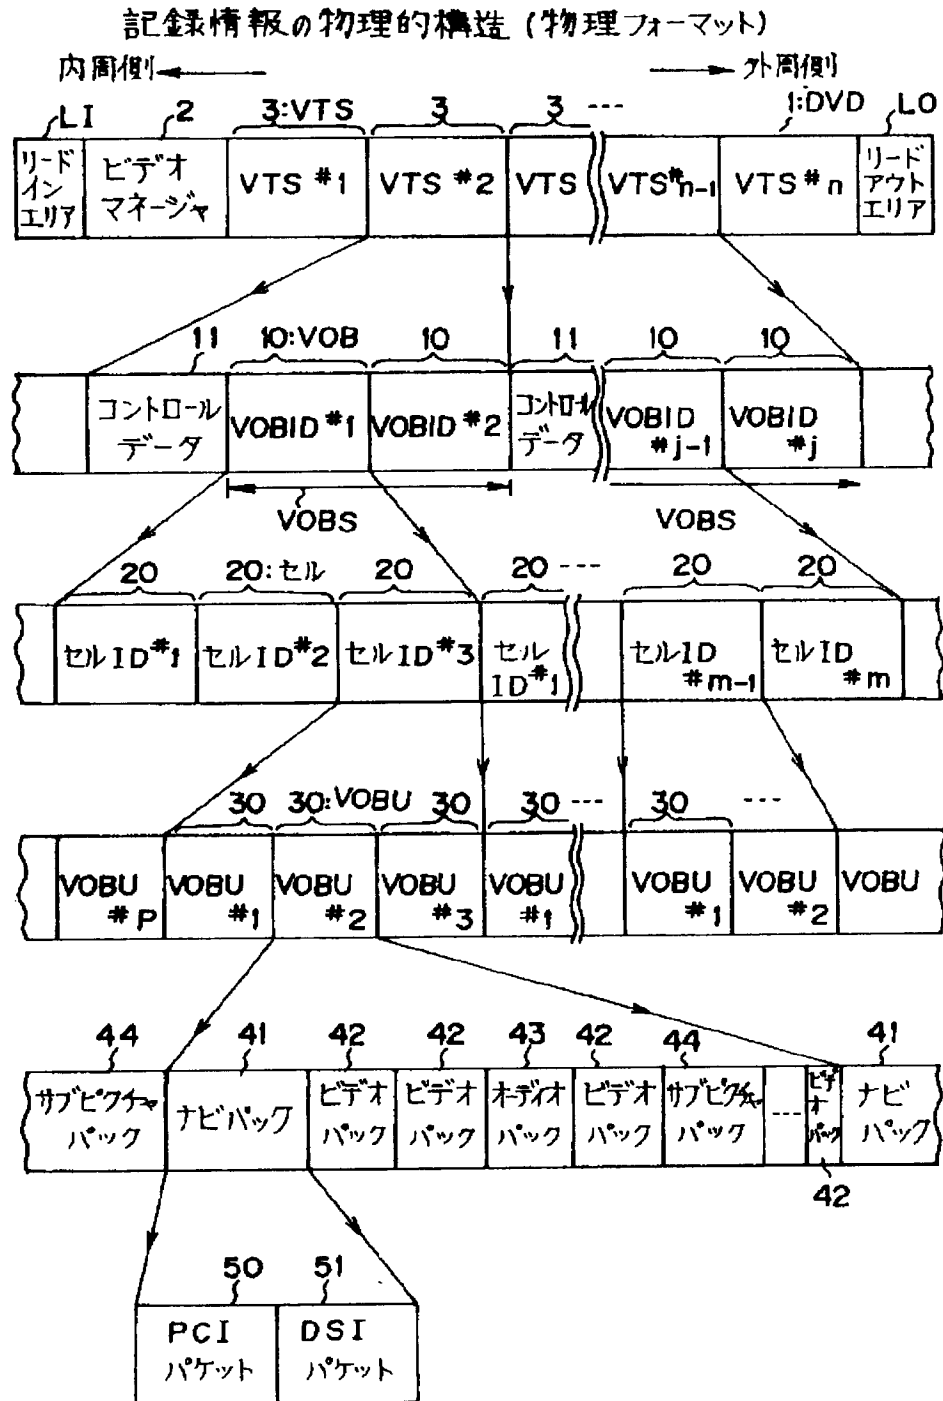 記録情報の物理的構造(物理フォーマット)
内周側 外周側
LI 2 3:VTS 3 3 --- 1:DVD LO
リードインエリア ビデオマネージャ VTS #1 VTS #2 VTS VTS#n-1 VTS #n リードアウトエリア
11 10:VOB 10 11 10 10
コントロールデータ VOBID #1 VOBID #2 コントロールデータ VOBID #j-1 VOBID #j
VOBS VOBS
20 20:セル 20 20 --- 20 20
セルID #1 セルID #2 セルID #3 セルID #1 セルID #m-1 セルID #m
30 30:VOBU 30 30 --- 30 ---
VOBU #P VOBU #1 VOBU #2 VOBU #3 VOBU #1 VOBU #1 VOBU #2 VOBU
44 41 42 42 43 42 44 41
サブピクチャパック ナビパック ビデオパック ビデオパック オーディオパック ビデオパック サブピクチャパック --- ビデオパック ナビパック
42
50 51
PCIパケット DSIパケット